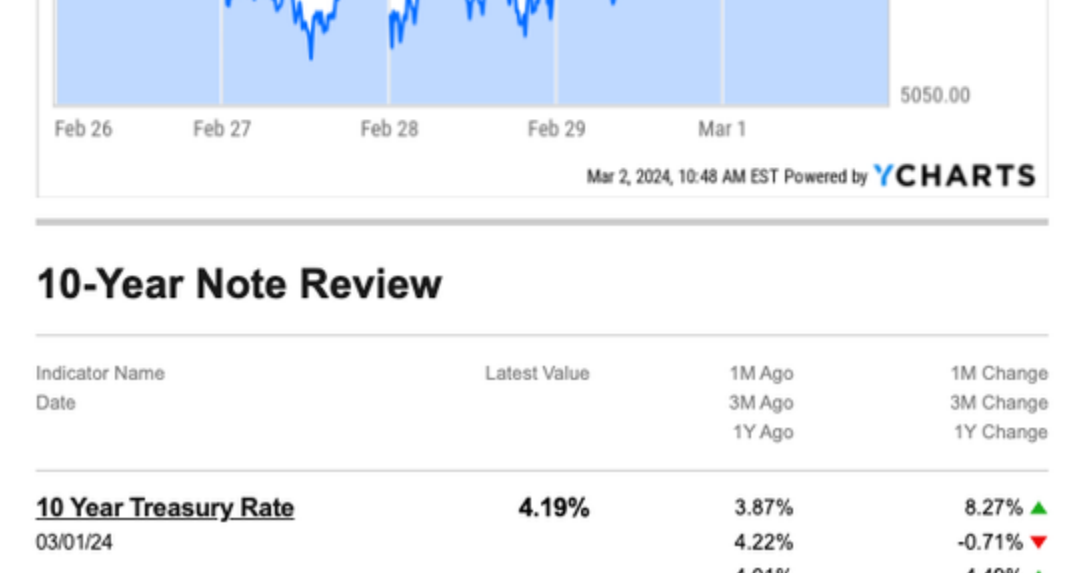 5050.00
Feb 26 Feb 27 Feb 28 Feb 29 Mar 1
Mar 2, 2024, 10:48 AM EST Powered by YCHARTS
10-Year Note Review
Indicator Name Latest Value 1M Ago 1M Change
Date 3M Ago 3M Change
1Y Ago 1Y Change
10 Year Treasury Rate 4.19% 3.87% 8.27%
03/01/24 4.22% -0.71%